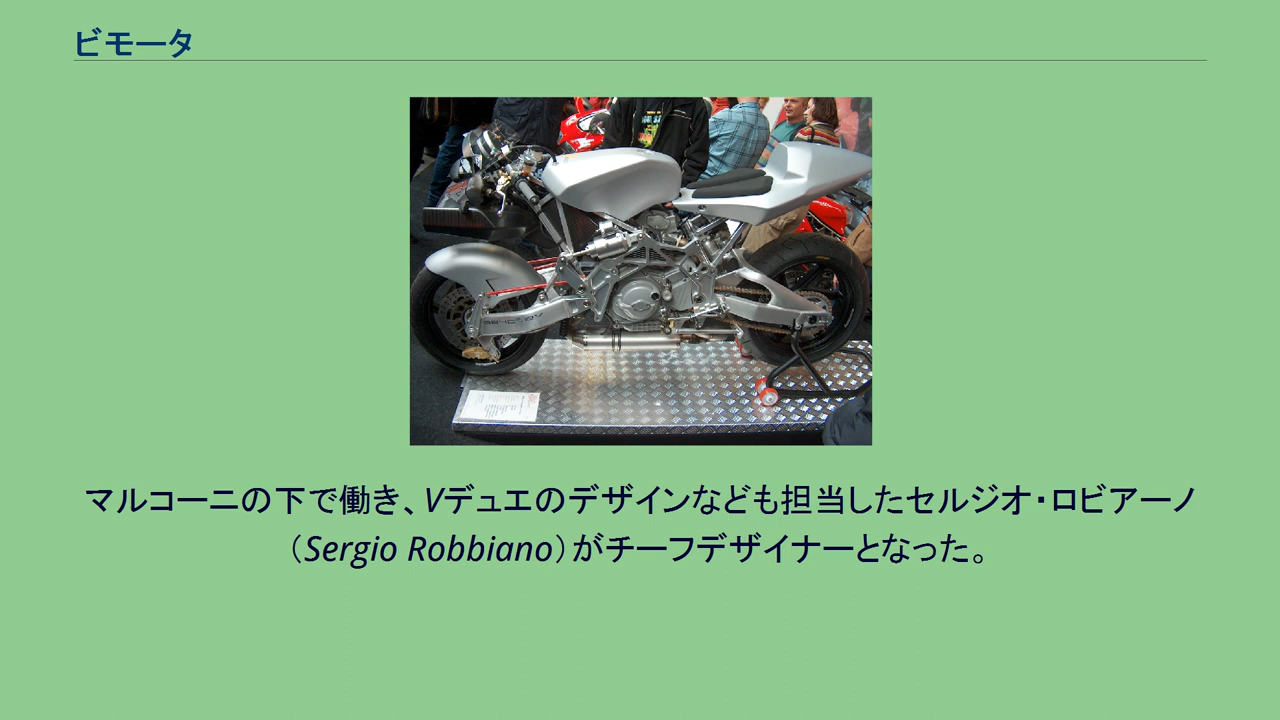 ビモータ
マルコーニの下で働き、Vデュエのデザインなども担当したセルジオ・ロビアーノ
（Sergio Robbiano）がチーフデザイナーとなった。